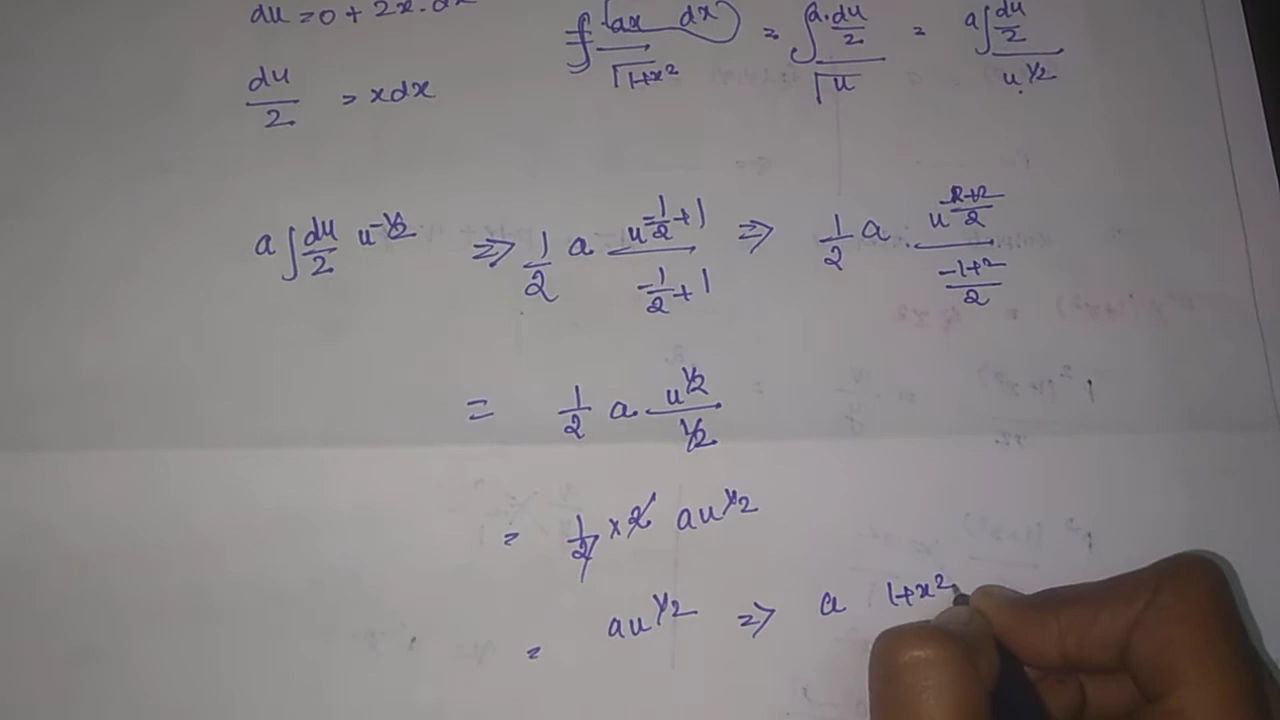 du = 0 + 2x.dx
∫ ax dx / √1+x² = ∫ a. du/2 / √u = a∫ du/2 / u^1/2
du/2 = xdx
a∫ du/2 u^-1/2 ⇒ 1/2 a u^(-1/2+1) / (-1/2+1) ⇒ 1/2 a u^(-1+2)/2 / (-1+2)/2
= 1/2 a u^1/2 / 1/2
= 1/2 × 2 au^1/2
= au^1/2 ⇒ a 1+x²